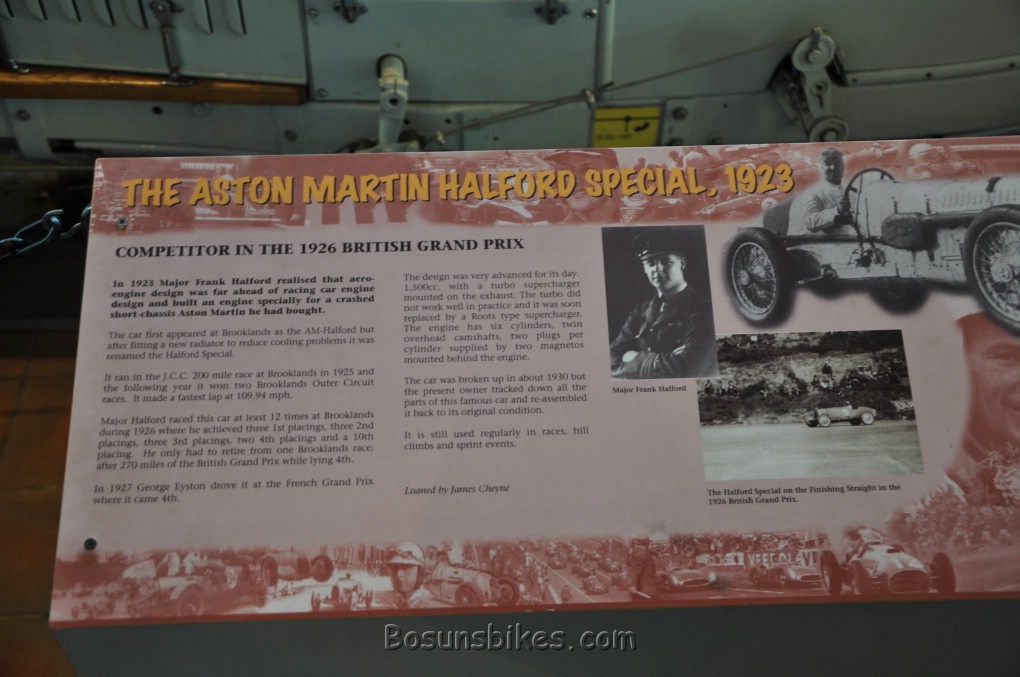 THE ASTON MARTIN HALFORD SPECIAL, 1923
COMPETITOR IN THE 1926 BRITISH GRAND PRIX
In 1923 Major Frank Halford realised that aero-
engine design was far ahead of racing car engine
design and built an engine specially for a crashed
short-chassis Aston Martin he had bought.
The car first appeared at Brooklands as the AM-Halford but
after fitting a new radiator to reduce cooling problems it was
renamed the Halford Special.
It ran in the J.C.C. 200 mile race at Brooklands in 1925 and
the following year it won two Brooklands Outer Circuit
races. It made a fastest lap at 109.94 mph.
Major Halford raced this car at least 12 times at Brooklands
during 1926 where he achieved three 1st placings, three 2nd
placings, three 3rd placings, two 4th placings and a 10th
placing. He only had to retire from one Brooklands race;
after 270 miles of the British Grand Prix while lying 4th.
In 1927 George Eyston drove it at the French Grand Prix
where it came 4th.
The design was very advanced for its day.
1,500cc. with a turbo supercharger
mounted on the exhaust. The turbo did
not work well in practice and it was soon
replaced by a Roots type supercharger.
The engine has six cylinders, twin
overhead camshafts, two plugs per
cylinder supplied by two magnetos
mounted behind the engine.
The car was broken up in about 1930 but
the present owner tracked down all the
parts of this famous car and re-assembled
it back to its original condition.
It is still used regularly in races, hill
climbs and sprint events.
Loaned by James Cheyne
Major Frank Halford
The Halford Special on the Finishing Straight in the
1926 British Grand Prix.
Bosunsbikes.com